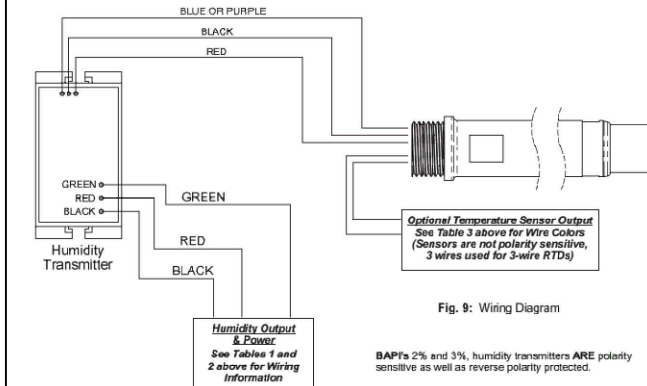 BLUE OR PURPLE
BLACK
RED
GREEN
RED
BLACK
GREEN
RED
BLACK
Humidity
Transmitter
Humidity Output
& Power
See Tables 1 and
2 above for Wiring
Information
Optional Temperature Sensor Output
See Table 3 above for Wire Colors
(Sensors are not polarity sensitive,
3 wires used for 3-wire RTDs)
Fig. 9: Wiring Diagram
BAPI's 2% and 3%, humidity transmitters ARE polarity
sensitive as well as reverse polarity protected.